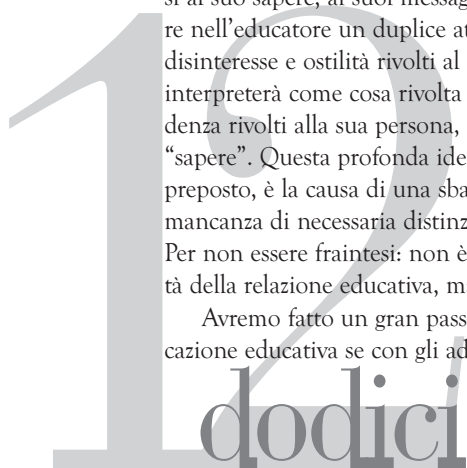 si al suo sapere, ai suoi
re nell'educatore un duplice
disinteresse e ostilità rivolti al
interpreterà come cosa rivolta
denza rivolti alla sua persona,
“sapere”. Questa profonda
preposto, è la causa di una
mancanza di necessaria
Per non essere fraintesi: non è
tà della relazione educativa,
Avremo fatto un gran
cazione educativa se con gli
12
dodici